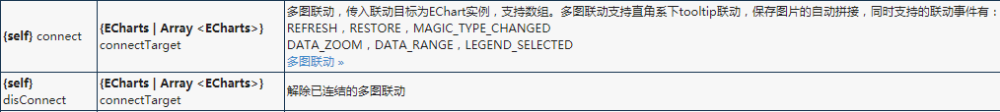 {self} connect
{ECharts | Array <ECharts>}
connectTarget
多图联动，传入联动目标为EChart实例，支持数组。多图联动支持直角系下tooltip联动，保存图片的自动拼接，同时支持的联动事件有：
REFRESH，RESTORE，MAGIC_TYPE_CHANGED
DATA_ZOOM，DATA_RANGE，LEGEND_SELECTED
多图联动 »
{self}
disConnect
{ECharts | Array <ECharts>}
connectTarget
解除已连结的多图联动